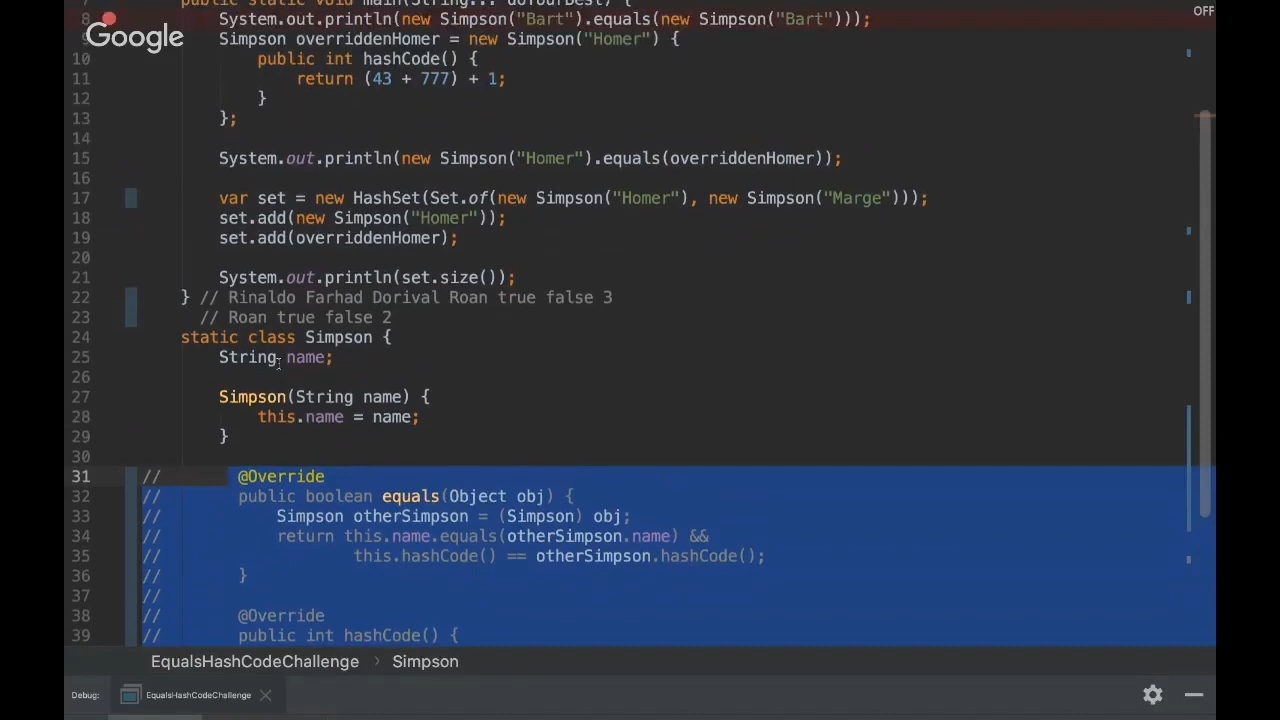 OFF
Google
7 public static void main(String... doYourBest) {
8 System.out.println(new Simpson("Bart").equals(new Simpson("Bart")));
9 Simpson overriddenHomer = new Simpson("Homer") {
10 public int hashCode() {
11 return (43 + 777) + 1;
12 }
13 };
14
15 System.out.println(new Simpson("Homer").equals(overriddenHomer));
16
17 var set = new HashSet(Set.of(new Simpson("Homer"), new Simpson("Marge")));
18 set.add(new Simpson("Homer"));
19 set.add(overriddenHomer);
20
21 System.out.println(set.size());
22 } // Rinaldo Farhad Dorival Roan true false 3
23 // Roan true false 2
24 static class Simpson {
25 String name;
26
27 Simpson(String name) {
28 this.name = name;
29 }
30
31 // @Override
32 // public boolean equals(Object obj) {
33 // Simpson otherSimpson = (Simpson) obj;
34 // return this.name.equals(otherSimpson.name) &&
35 // this.hashCode() == otherSimpson.hashCode();
36 // }
37 //
38 // @Override
39 // public int hashCode() {
EqualsHashCodeChallenge › Simpson
Debug: EqualsHashCodeChallenge